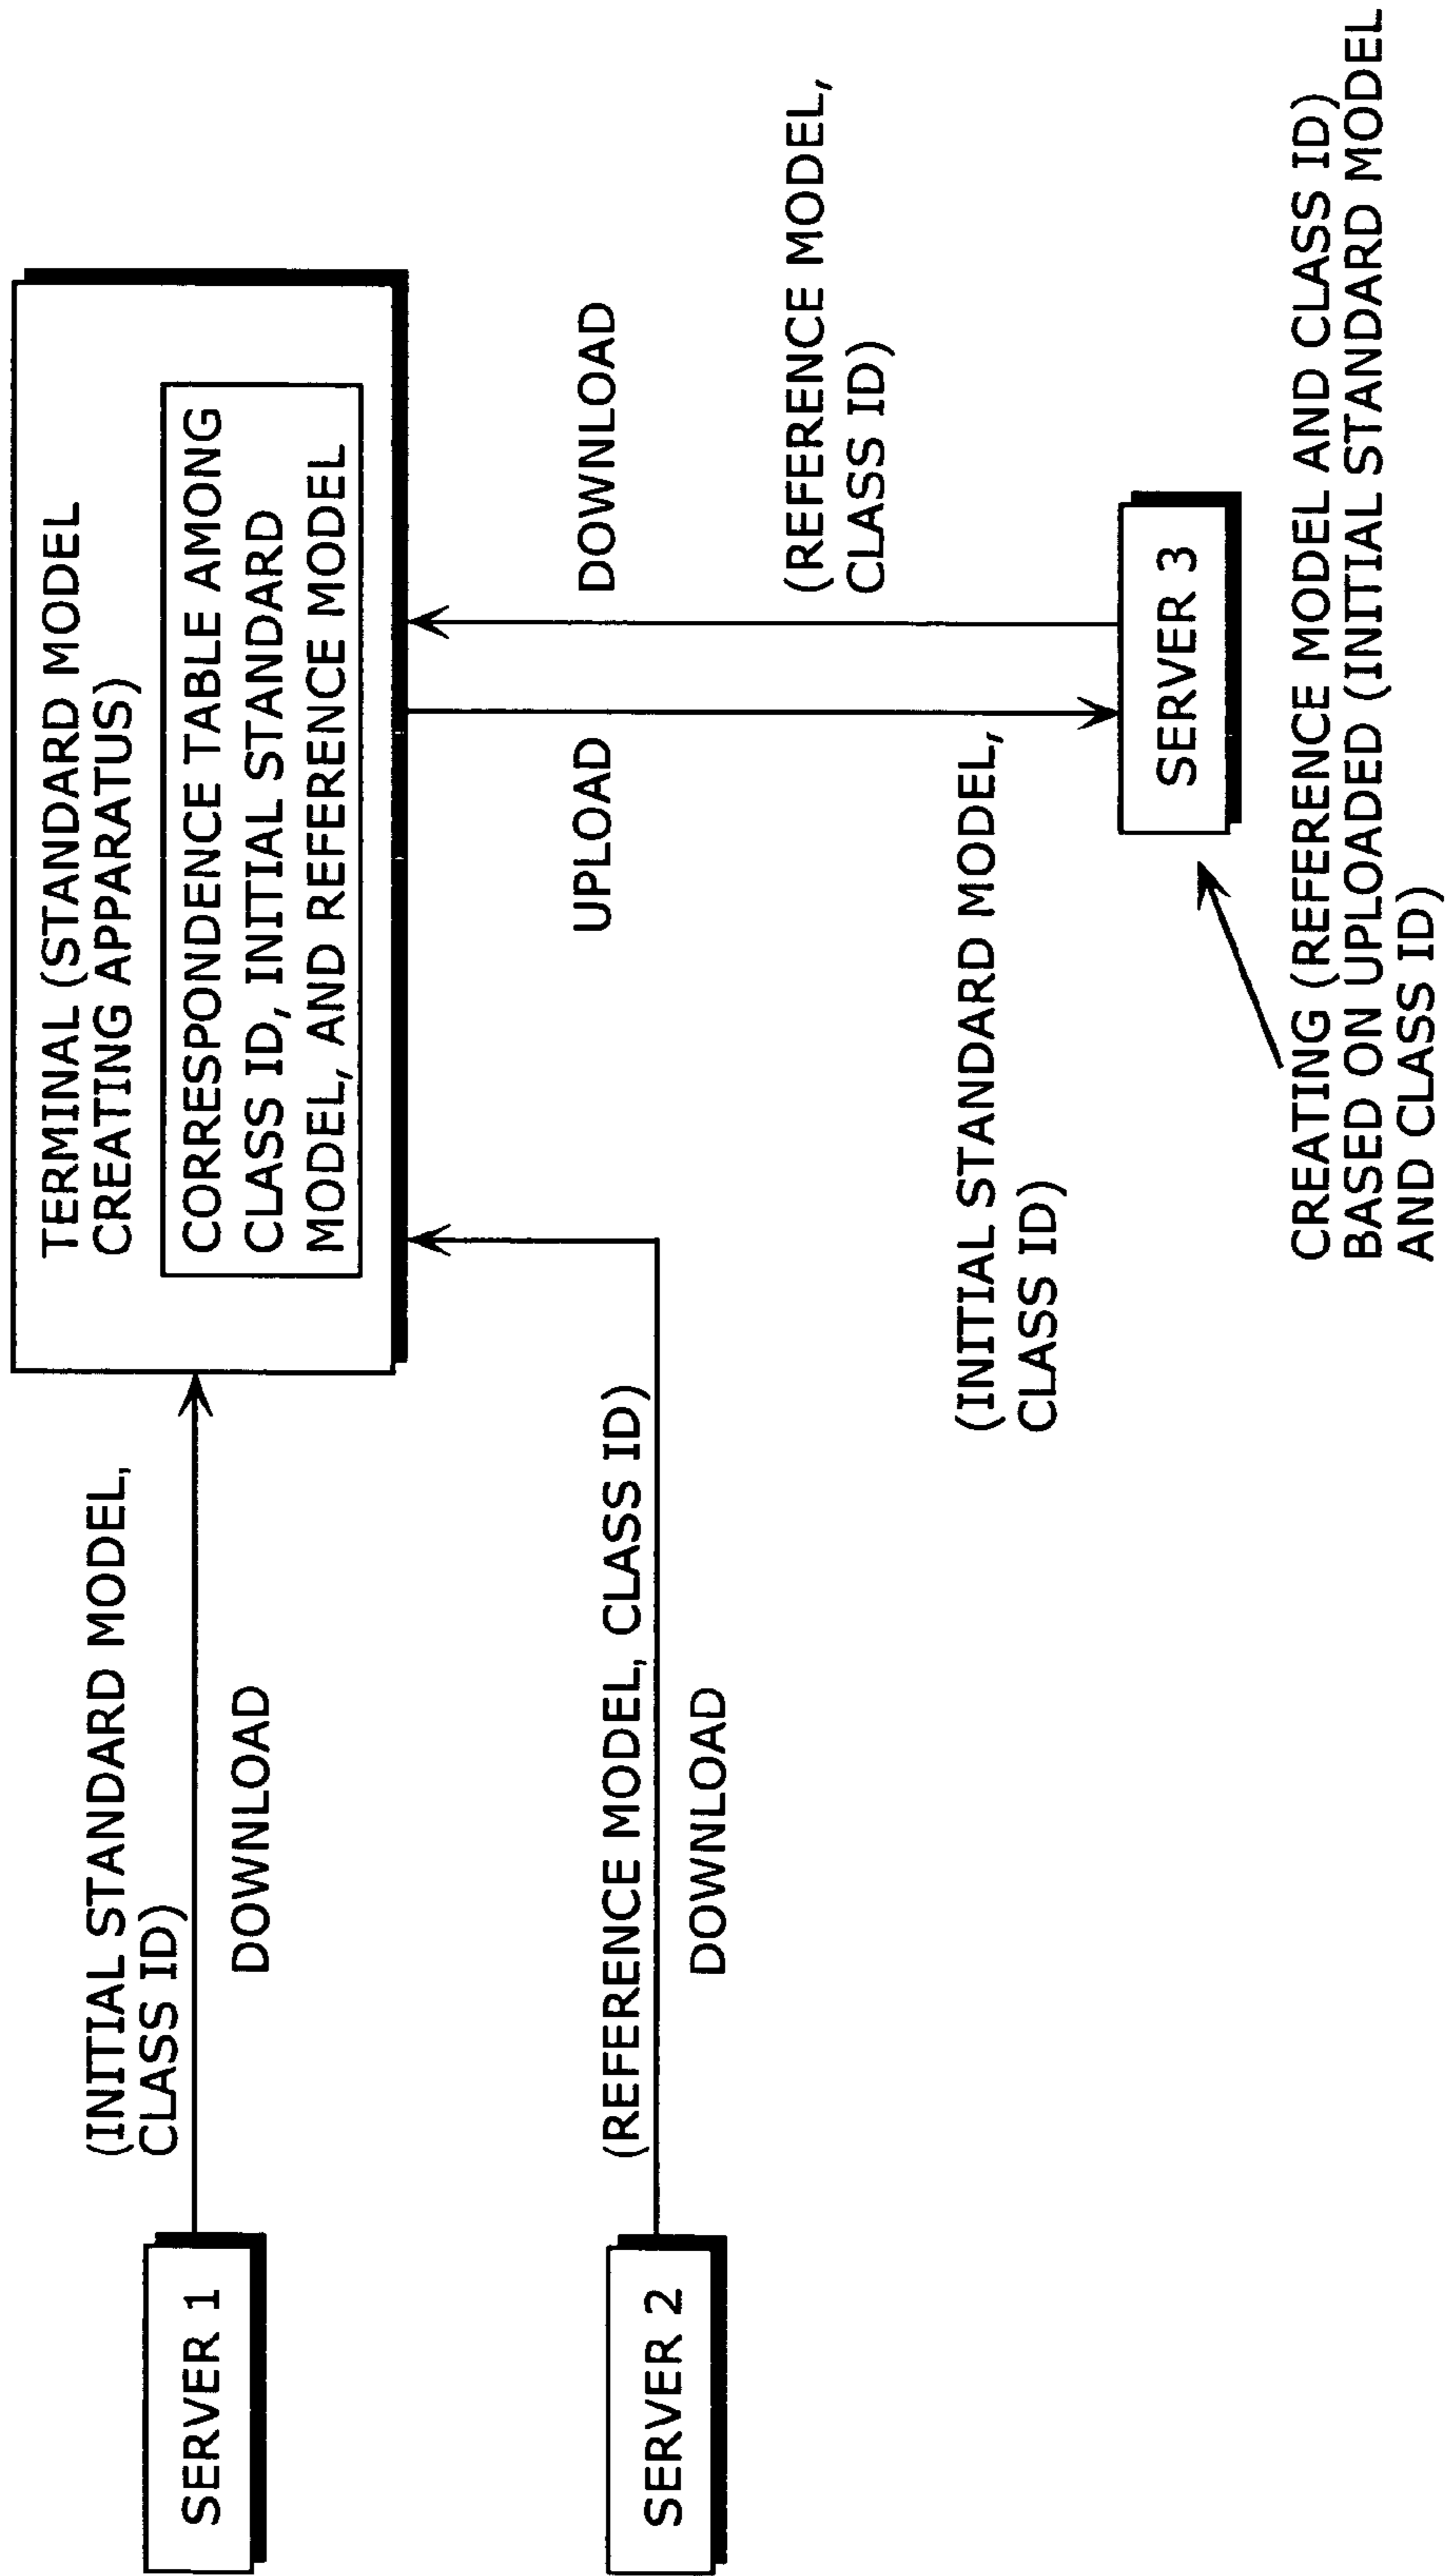 TERMINAL (STANDARD MODEL
CREATING APPARATUS)
CORRESPONDENCE TABLE AMONG
CLASS ID, INITIAL STANDARD
MODEL, AND REFERENCE MODEL
(INITIAL STANDARD MODEL,
CLASS ID)
SERVER 1
DOWNLOAD
(REFERENCE MODEL, CLASS ID)
SERVER 2
DOWNLOAD
UPLOAD
DOWNLOAD
(REFERENCE MODEL,
CLASS ID)
(INITIAL STANDARD MODEL,
CLASS ID)
SERVER 3
CREATING (REFERENCE MODEL AND CLASS ID)
BASED ON UPLOADED (INITIAL STANDARD MODEL
AND CLASS ID)